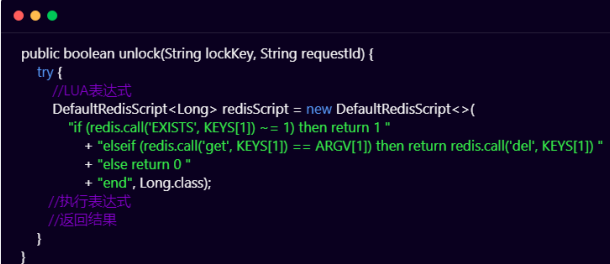 public boolean unlock(String lockKey, String requestId) {
try {
//LUA表达式
DefaultRedisScript<Long> redisScript = new DefaultRedisScript<>(
"if (redis.call('EXISTS', KEYS[1]) ~= 1) then return 1 "
+ "elseif (redis.call('get', KEYS[1]) == ARGV[1]) then return redis.call('del', KEYS[1]) "
+ "else return 0 "
+ "end", Long.class);
//执行表达式
//返回结果
}
}